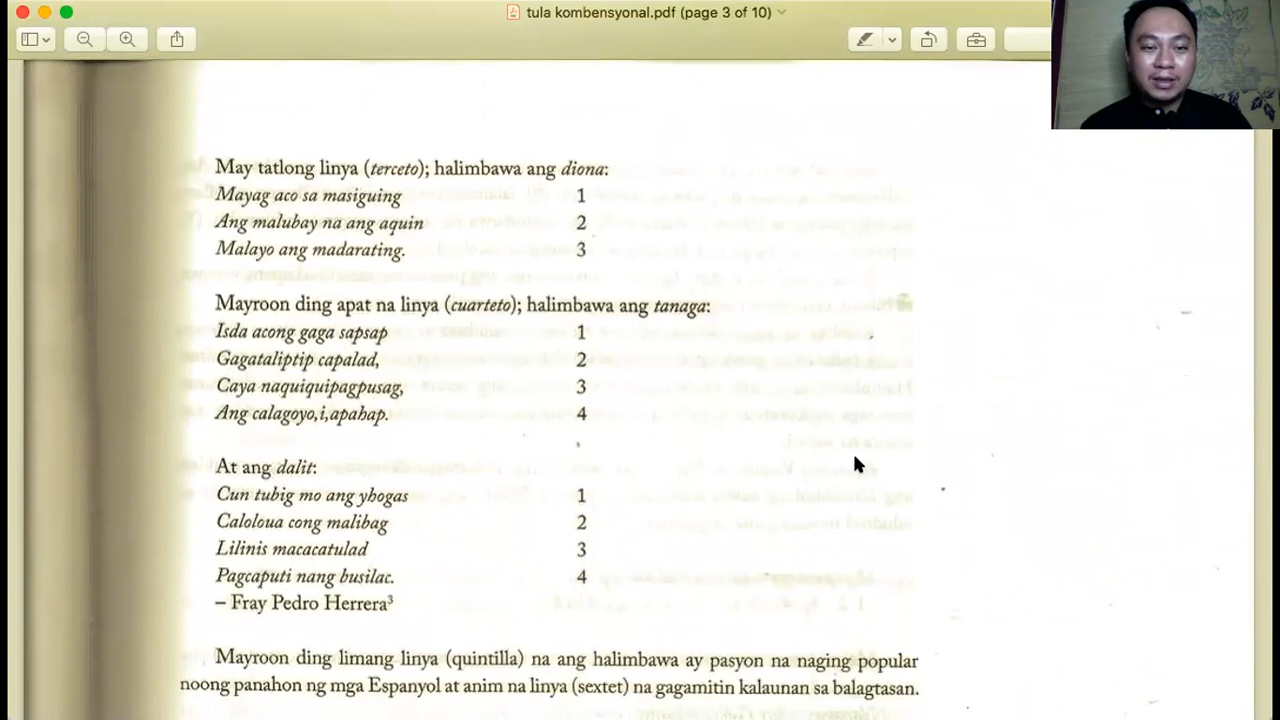 tula kombensyonal.pdf (page 3 of 10)
May tatlong linya (terceto); halimbawa ang diona:
Mayag aco sa masiguing 1
Ang malubay na ang aquin 2
Malayo ang madarating. 3
Mayroon ding apat na linya (cuarteto); halimbawa ang tanaga:
Isda acong gaga sapsap 1
Gagataliptip capalad, 2
Caya naquiquipagpusag, 3
Ang calagoyo,i,apahap. 4
At ang dalit:
Cun tubig mo ang yhogas 1
Caloloua cong malibag 2
Lilinis macacatulad 3
Pagcaputi nang busilac. 4
– Fray Pedro Herrera³
Mayroon ding limang linya (quintilla) na ang halimbawa ay pasyon na naging popular
noong panahon ng mga Espanyol at anim na linya (sextet) na gagamitin kalaunan sa balagtasan.